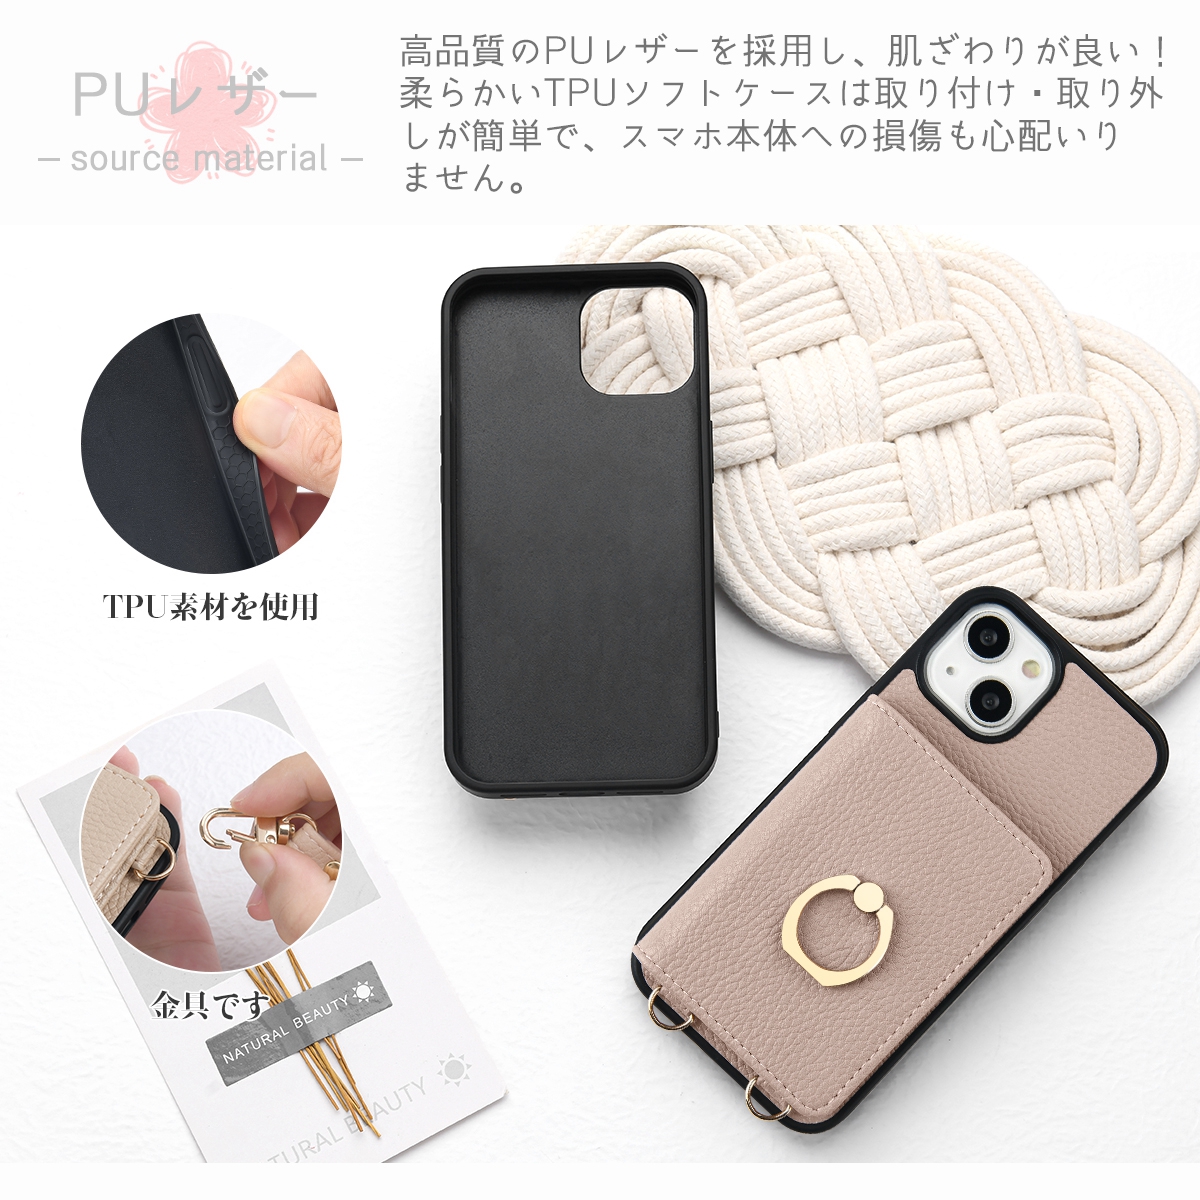 PUレザー
source material
高品質のPUレザーを採用し、肌ざわりが良い！
柔らかいTPUソフトケースは取り付け・取り外
しが簡単で、スマホ本体への損傷も心配いり
ません。
TPU素材を使用
金具です
NATURAL BEAUTY
TURAL BEAUTY